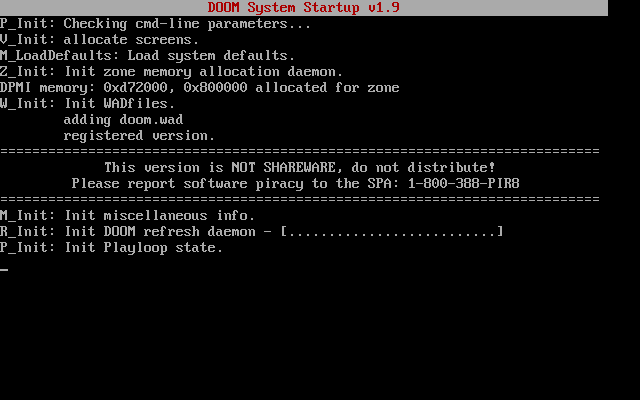 DOOM System Startup v1.9
P_Init: Checking cmd-line parameters...
V_Init: allocate screens.
M_LoadDefaults: Load system defaults.
Z_Init: Init zone memory allocation daemon.
DPMI memory: 0xd72000, 0x800000 allocated for zone
W_Init: Init WADfiles.
        adding doom.wad
        registered version.
===========================================================================
             This version is NOT SHAREWARE, do not distribute!
         Please report software piracy to the SPA: 1-800-388-PIR8
===========================================================================
M_Init: Init miscellaneous info.
R_Init: Init DOOM refresh daemon - [..........................]
P_Init: Init Playloop state.
_